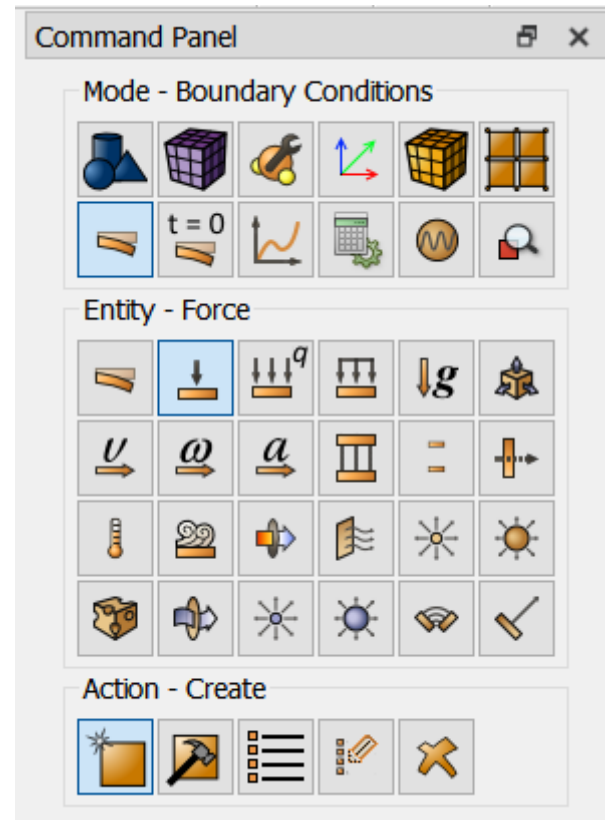 Command Panel
Mode - Boundary Conditions
t = 0
Entity - Force
q
g
υ
ω
a
Action - Create